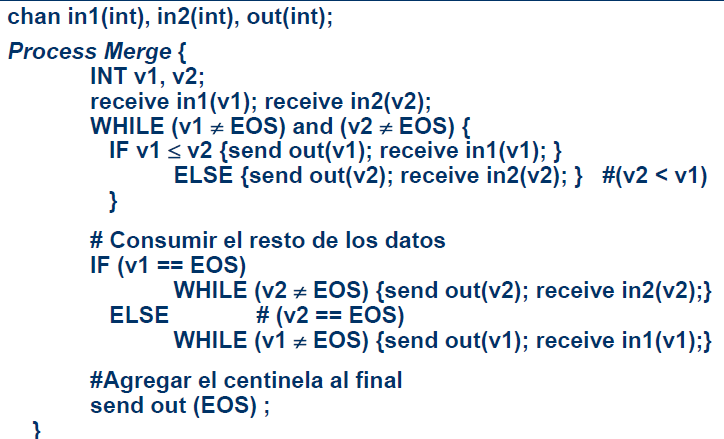 chan in1(int), in2(int), out(int);
Process Merge {
INT v1, v2;
receive in1(v1); receive in2(v2);
WHILE (v1 ≠ EOS) and (v2 ≠ EOS) {
IF v1 ≤ v2 {send out(v1); receive in1(v1); }
ELSE {send out(v2); receive in2(v2); } #(v2 < v1)
}
# Consumir el resto de los datos
IF (v1 == EOS)
WHILE (v2 ≠ EOS) {send out(v2); receive in2(v2);}
ELSE # (v2 == EOS)
WHILE (v1 ≠ EOS) {send out(v1); receive in1(v1);}
#Agregar el centinela al final
send out (EOS) ;
}